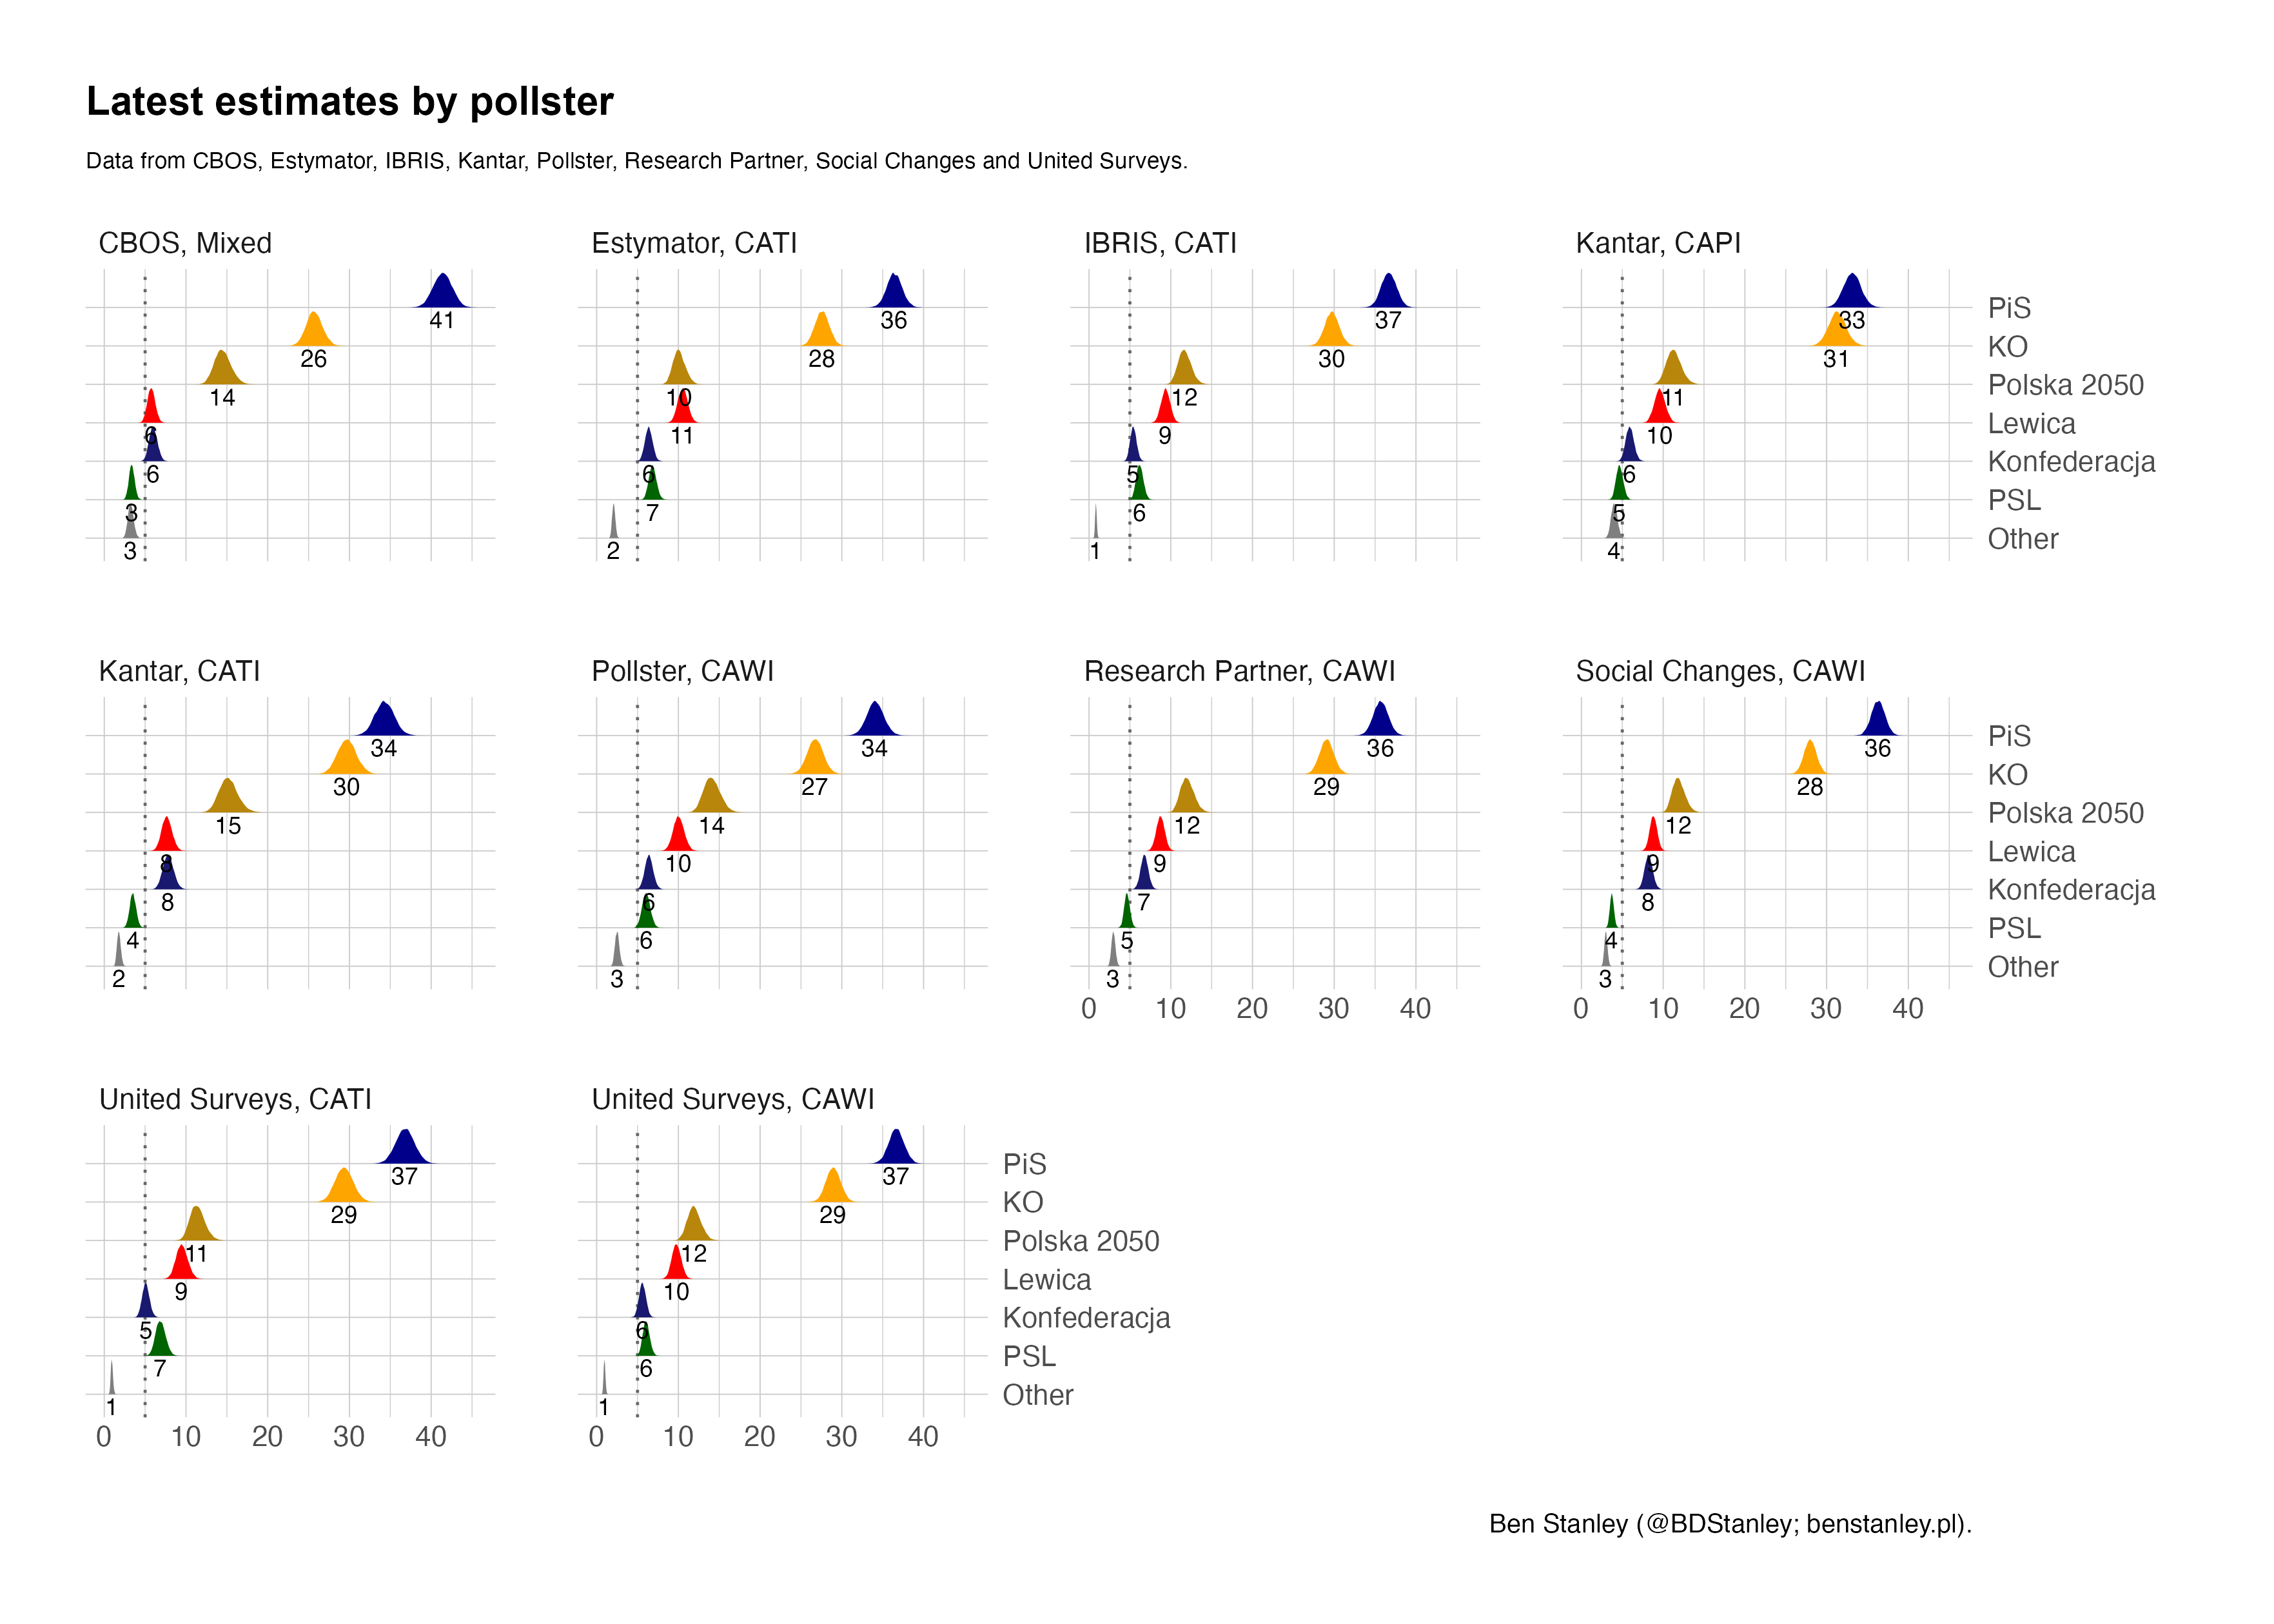 Latest estimates by pollster
Data from CBOS, Estymator, IBRIS, Kantar, Pollster, Research Partner, Social Changes and United Surveys.
CBOS, Mixed
41
26
14
6
6
3
3
Estymator, CATI
36
28
10
11
6
7
2
IBRIS, CATI
37
30
12
9
5
6
1
Kantar, CAPI
33
31
11
10
6
5
4
PiS
KO
Polska 2050
Lewica
Konfederacja
PSL
Other
Kantar, CATI
34
30
15
8
8
4
2
Pollster, CAWI
34
27
14
10
6
6
3
Research Partner, CAWI
36
29
12
9
7
5
3
0 10 20 30 40
Social Changes, CAWI
36
28
12
9
8
4
3
0 10 20 30 40
PiS
KO
Polska 2050
Lewica
Konfederacja
PSL
Other
United Surveys, CATI
37
29
11
9
5
7
1
0 10 20 30 40
United Surveys, CAWI
37
29
12
10
6
6
1
0 10 20 30 40
PiS
KO
Polska 2050
Lewica
Konfederacja
PSL
Other
Ben Stanley (@BDStanley; benstanley.pl).